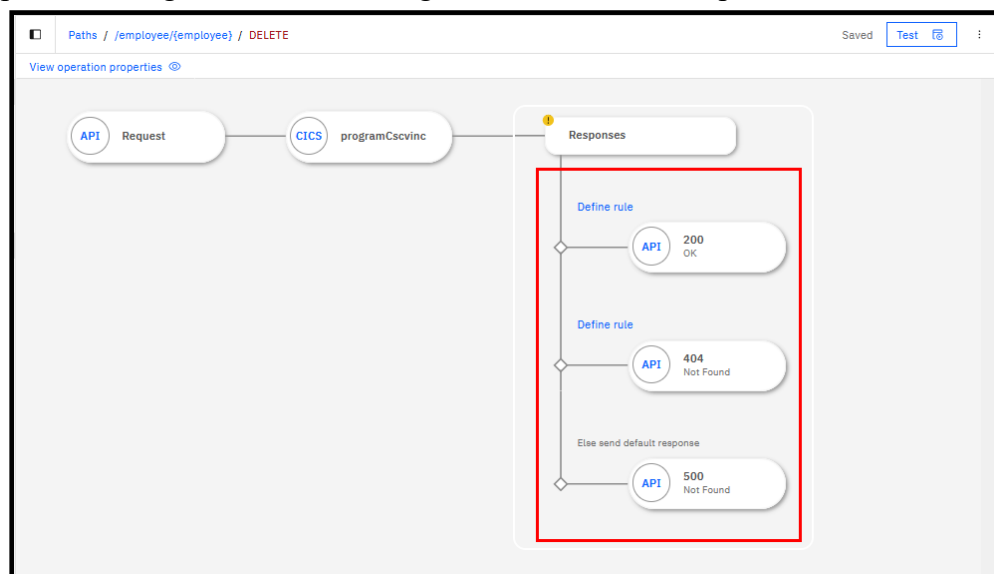 Paths / /employee/{employee} / DELETE
Saved
Test
View operation properties
API Request
CICS programCscvinc
! Responses
Define rule
API 200
OK
Define rule
API 404
Not Found
Else send default response
API 500
Not Found